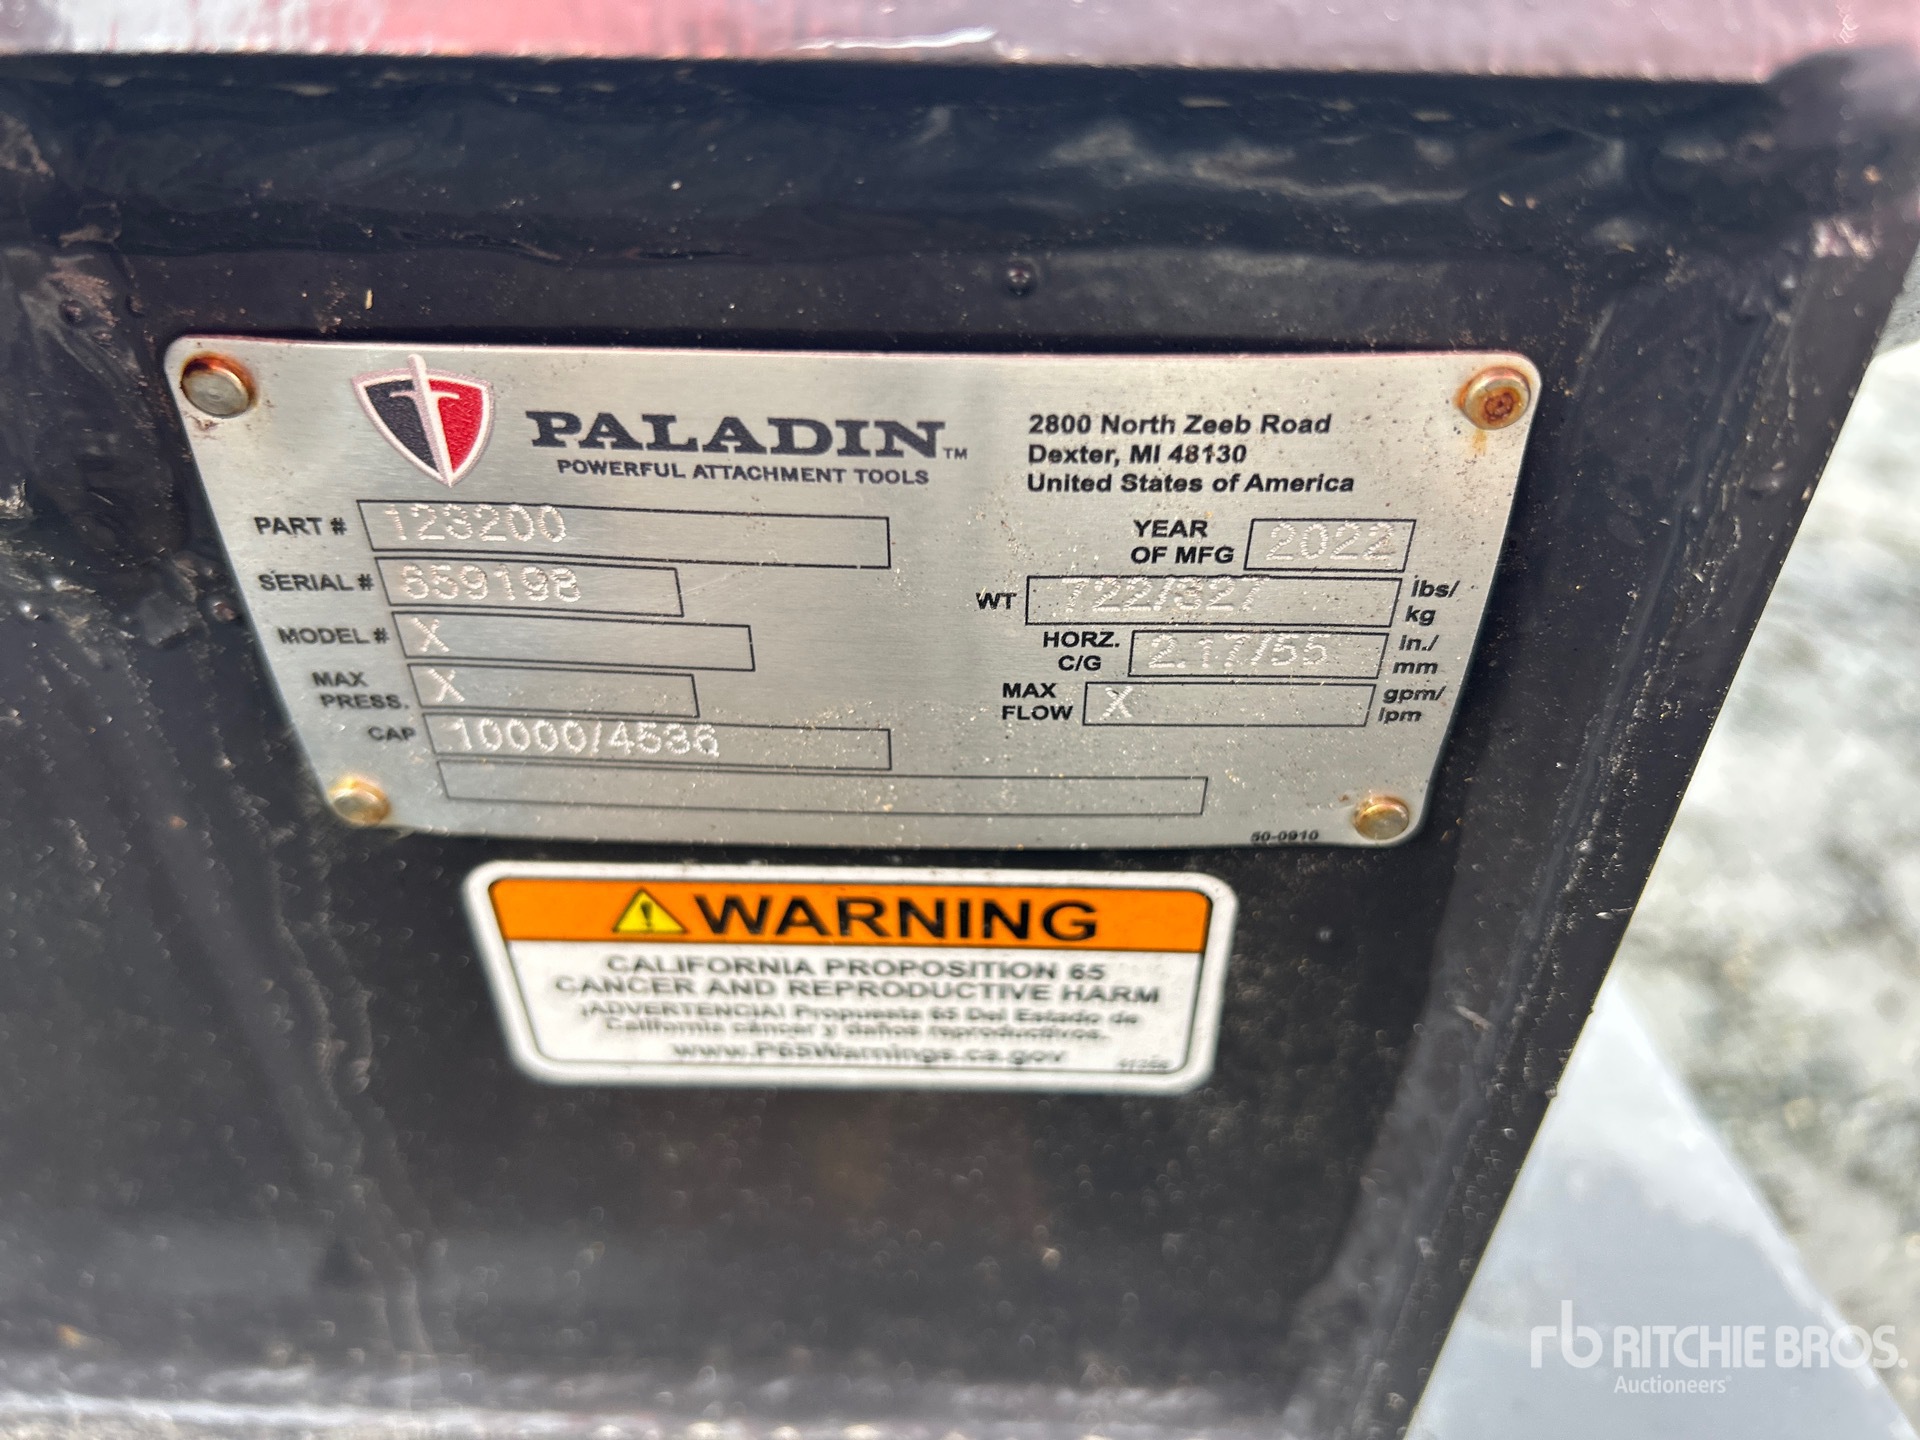 PALADIN™
POWERFUL ATTACHMENT TOOLS
2800 North Zeeb Road
Dexter, MI 48130
United States of America
PART # 123200
SERIAL # 659198
MODEL # X
MAX PRESS. X
CAP 10000/4536
YEAR OF MFG 2022
WT 722/327 lbs/kg
HORZ. C/G 2.17/55 in./mm
MAX FLOW X gpm/lpm
50-0910
WARNING
CALIFORNIA PROPOSITION 65
CANCER AND REPRODUCTIVE HARM
¡ADVERTENCIA! Propuesta 65 Del Estado de
California cáncer y daños reproductivos.
www.P65Warnings.ca.gov
rb RITCHIE BROS.
Auctioneers